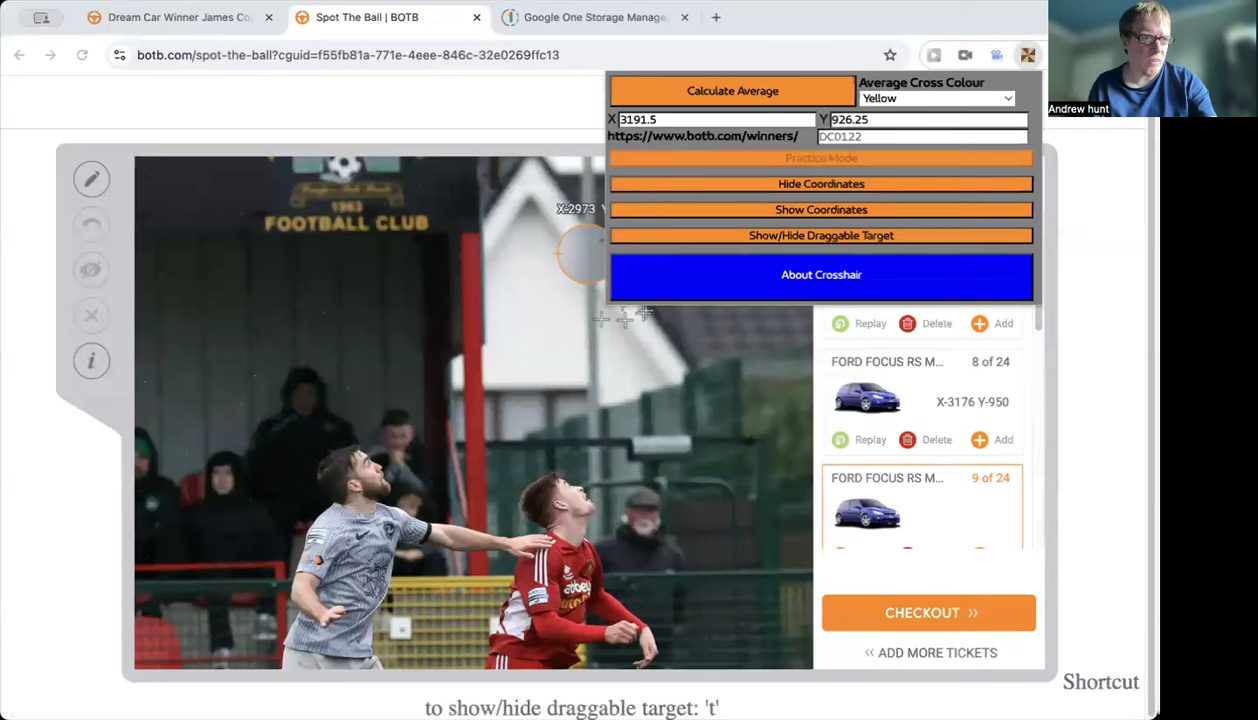 Dream Car Winner James Co
Spot The Ball | BOTB
Google One Storage Manage
botb.com/spot-the-ball?cguid=f55fb81a-771e-4eee-846c-32e0269ffc13
Andrew hunt
Calculate Average
Average Cross Colour
Yellow
X 3191.5
Y 926.25
https://www.botb.com/winners/
DC0122
Practice Mode
Hide Coordinates
Show Coordinates
Show/Hide Draggable Target
About Crosshair
1963
FOOTBALL CLUB
X-2973 Y
Replay
Delete
Add
FORD FOCUS RS M...
8 of 24
X-3176 Y-950
Replay
Delete
Add
FORD FOCUS RS M...
9 of 24
abbey
CHECKOUT >>
<< ADD MORE TICKETS
Shortcut
to show/hide draggable target: 't'